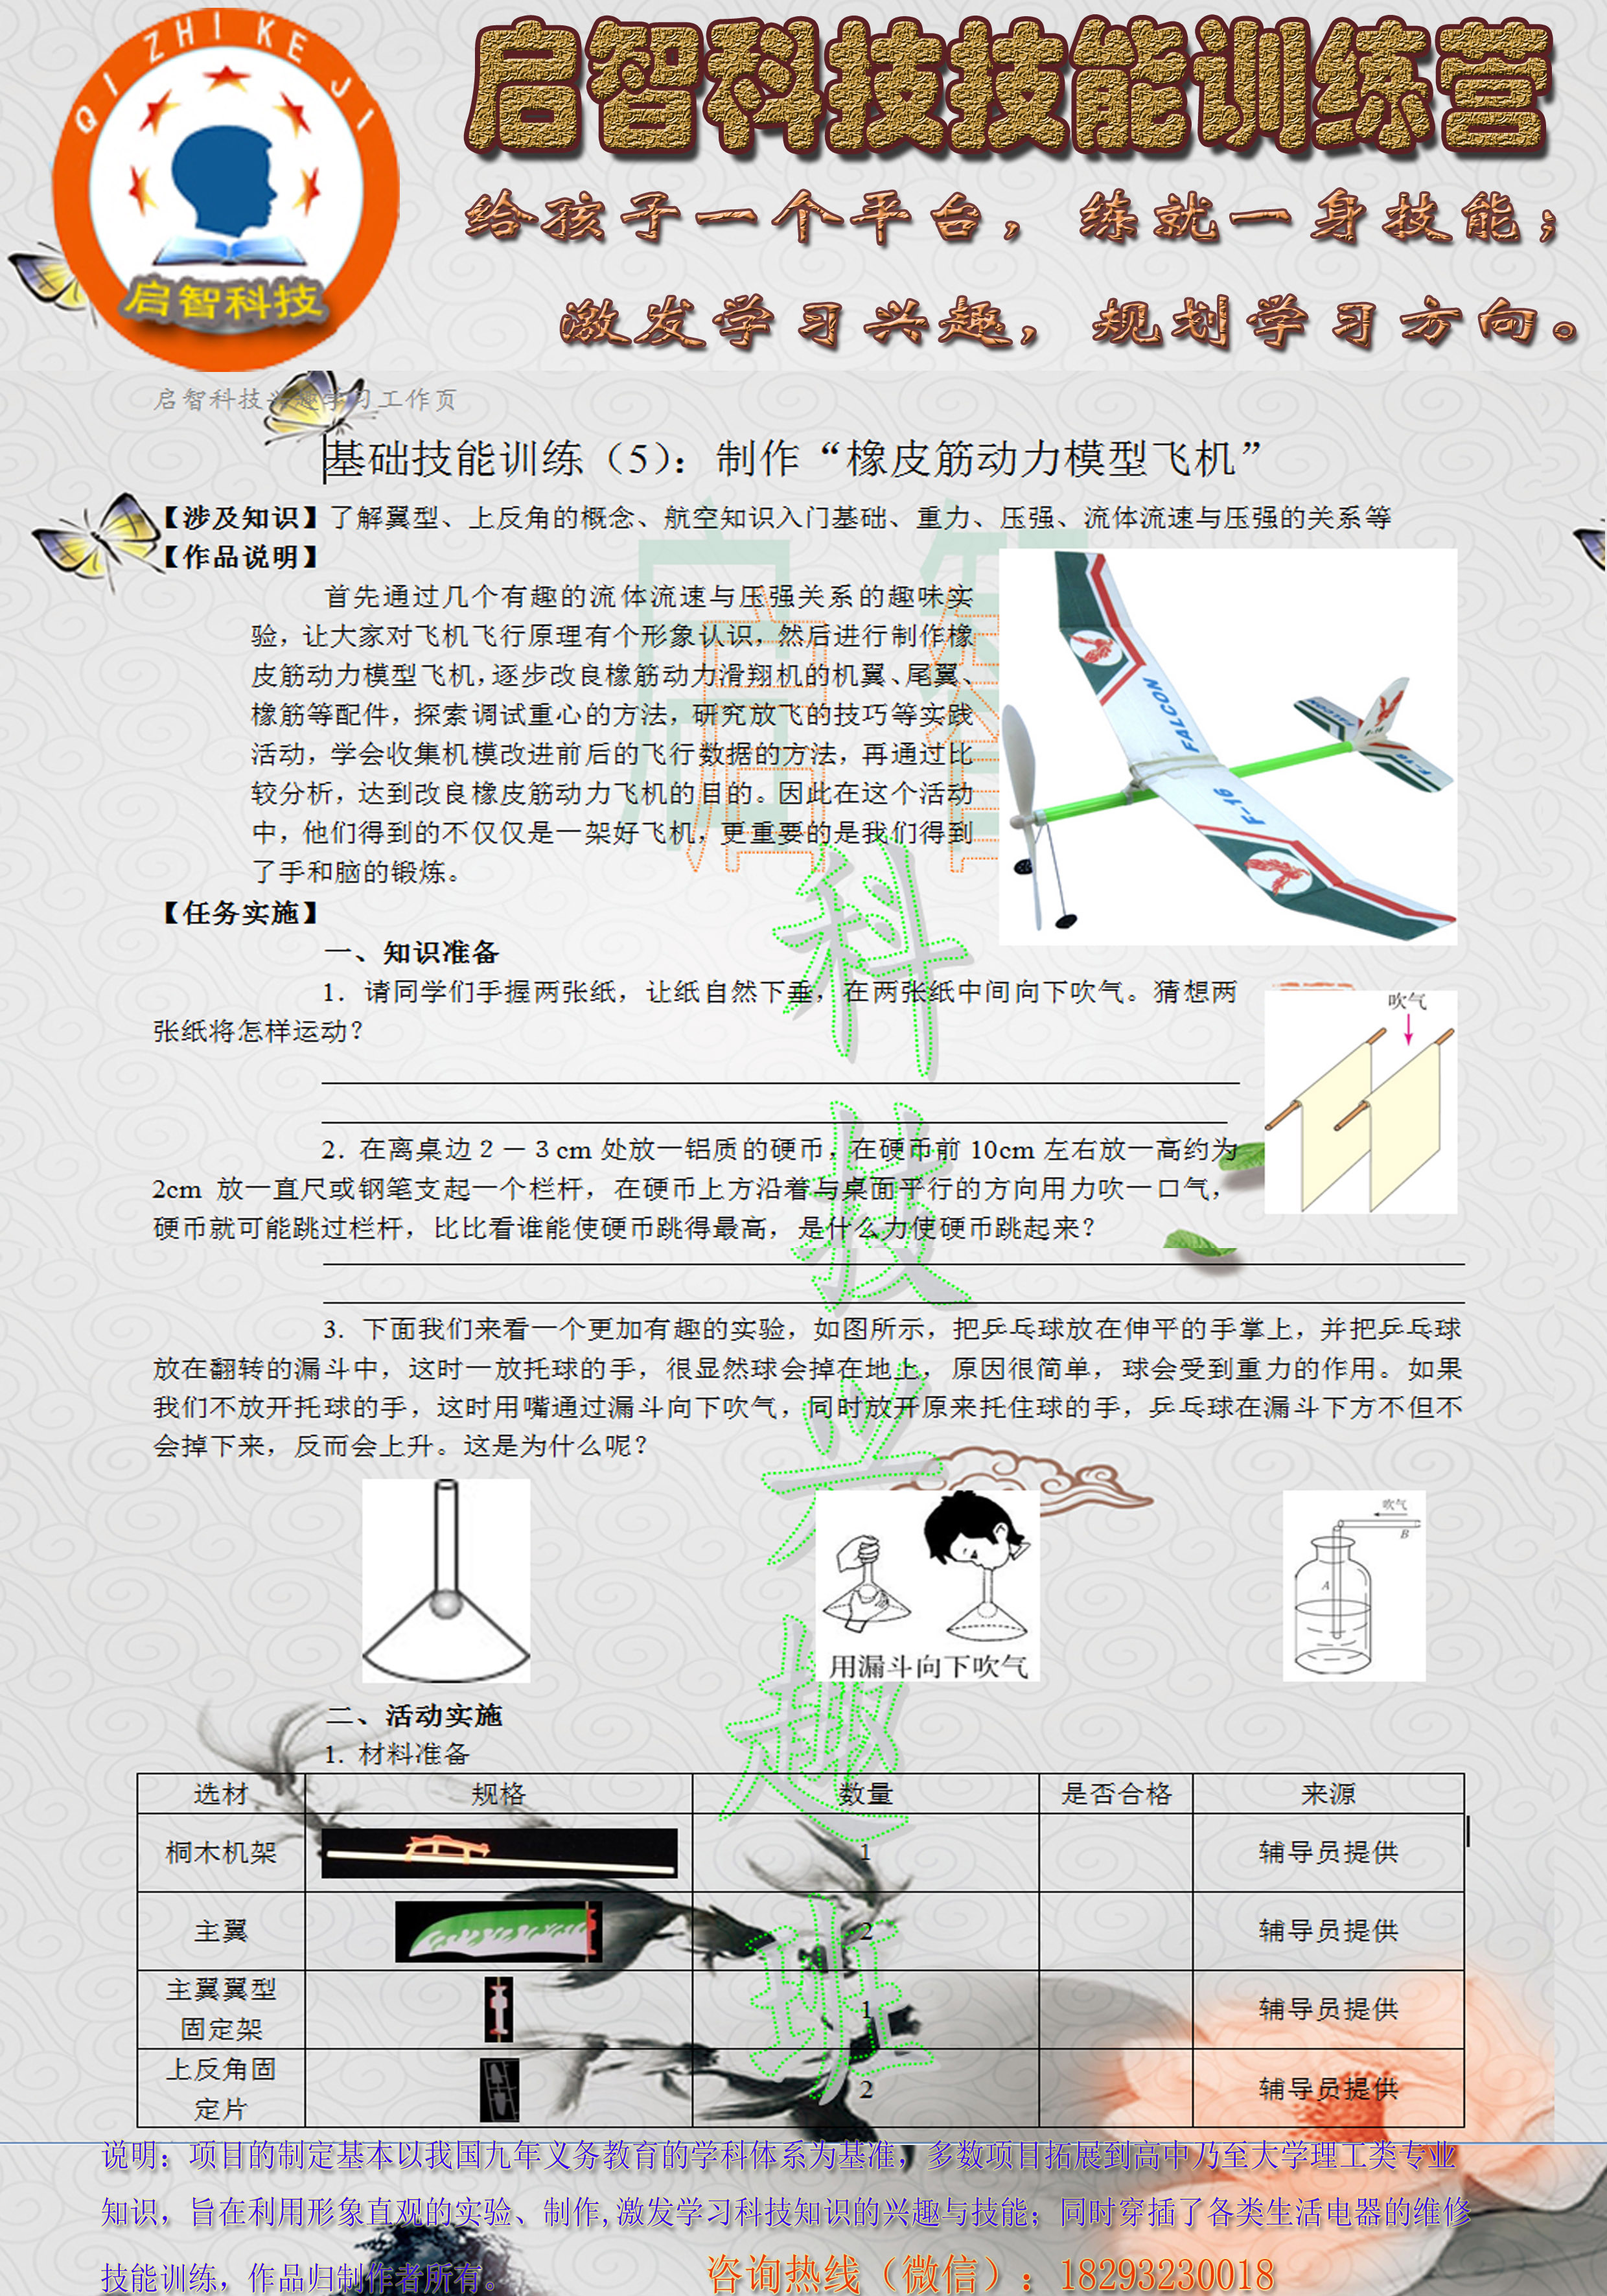 QI ZHI KE JI
启智科技
启智科技技能训练营
给孩子一个平台，练就一身技能；
激发学习兴趣，规划学习方向。
启智科技兴趣学习工作页
基础技能训练（5）：制作“橡皮筋动力模型飞机”
【涉及知识】了解翼型、上反角的概念、航空知识入门基础、重力、压强、流体流速与压强的关系等
【作品说明】
首先通过几个有趣的流体流速与压强关系的趣味实
验，让大家对飞机飞行原理有个形象认识，然后进行制作橡
皮筋动力模型飞机，逐步改良橡筋动力滑翔机的机翼、尾翼、
橡筋等配件，探索调试重心的方法，研究放飞的技巧等实践
活动，学会收集机模改进前后的飞行数据的方法，再通过比
较分析，达到改良橡皮筋动力飞机的目的。因此在这个活动
中，他们得到的不仅仅是一架好飞机，更重要的是我们得到
了手和脑的锻炼。
FALCON
F-16
FALCON
F-16
启智
启智
科技兴趣班
【任务实施】
一、知识准备
1. 请同学们手握两张纸，让纸自然下垂，在两张纸中间向下吹气。猜想两
张纸将怎样运动？
吹气
2. 在离桌边２－３cm 处放一铝质的硬币，在硬币前 10cm 左右放一高约为
2cm 放一直尺或钢笔支起一个栏杆，在硬币上方沿着与桌面平行的方向用力吹一口气，
硬币就可能跳过栏杆，比比看谁能使硬币跳得最高，是什么力使硬币跳起来？
3. 下面我们来看一个更加有趣的实验，如图所示，把乒乓球放在伸平的手掌上，并把乒乓球
放在翻转的漏斗中，这时一放托球的手，很显然球会掉在地上，原因很简单，球会受到重力的作用。如果
我们不放开托球的手，这时用嘴通过漏斗向下吹气，同时放开原来托住球的手，乒乓球在漏斗下方不但不
会掉下来，反而会上升。这是为什么呢？
用漏斗向下吹气
吹气
B
A
二、活动实施
1. 材料准备
选材 规格 数量 是否合格 来源
桐木机架 1 辅导员提供
主翼 2 辅导员提供
主翼翼型
固定架 1 辅导员提供
上反角固
定片 2 辅导员提供
说明：项目的制定基本以我国九年义务教育的学科体系为基准，多数项目拓展到高中乃至大学理工类专业
知识，旨在利用形象直观的实验、制作,激发学习科技知识的兴趣与技能；同时穿插了各类生活电器的维修
技能训练，作品归制作者所有。 咨询热线（微信）：18293230018